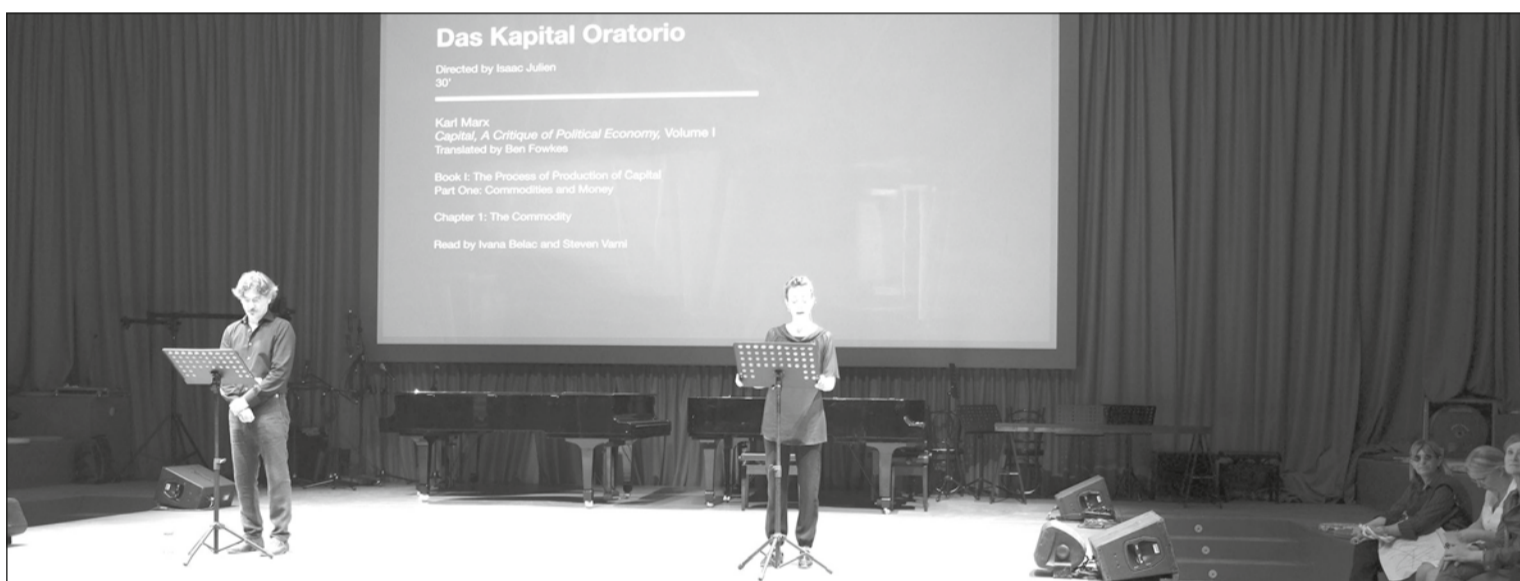 Das Kapital Oratorio
Directed by Isaac Julien
30'
Karl Marx
Capital, A Critique of Political Economy, Volume I
Translated by Ben Fowkes
Book I: The Process of Production of Capital
Part One: Commodities and Money
Chapter 1: The Commodity
Read by Ivana Belac and Steven Varni